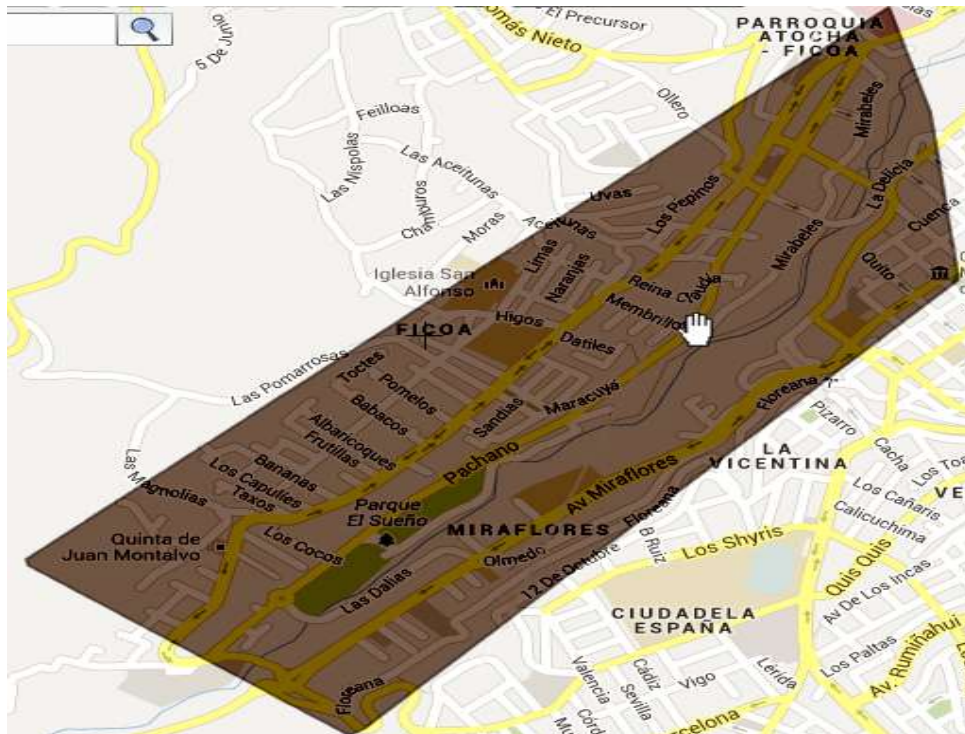 Tomás Nieto
El Precursor
PARROQUIA
ATOCHA
- FICOA
5 De Junio
Ollero
Feilloas
Mirabeles
Las Nispolas
Las Aceitunas
La Delicia
Uvas
Los Pepinos
Moras
Aceitunas
Cuenca
Limas
Naranjas
Mirabeles
Quito
Iglesia San
Alfonso
Reina Claudia
Membrillos
Higos
FICOA
Datiles
Toctes
Las Pomarrosas
Pomelos
Babacos
Sandias
Maracuyá
Floreana
Albaricoques
Frutillas
Pizarro
Las Magnolias
Bananas
Los Capulíes
Taxos
Pachano
Av Miraflores
LA
VICENTINA
Cacha
Los Cañaris
Calicuchima
Parque
El Sueño
Floreana
MIRAFLORES
Los Cocos
Quinta de
Juan Montalvo
B Ruiz
Olmedo
Los Shyris
12 De Octubre
Quis Quis
Las Dalias
Av De Los Incas
CIUDADELA
ESPAÑA
Floreana
Valencia
Cádiz
Sevilla
Vigo
Lérida
Los Paltas
Av. Rumiñahui